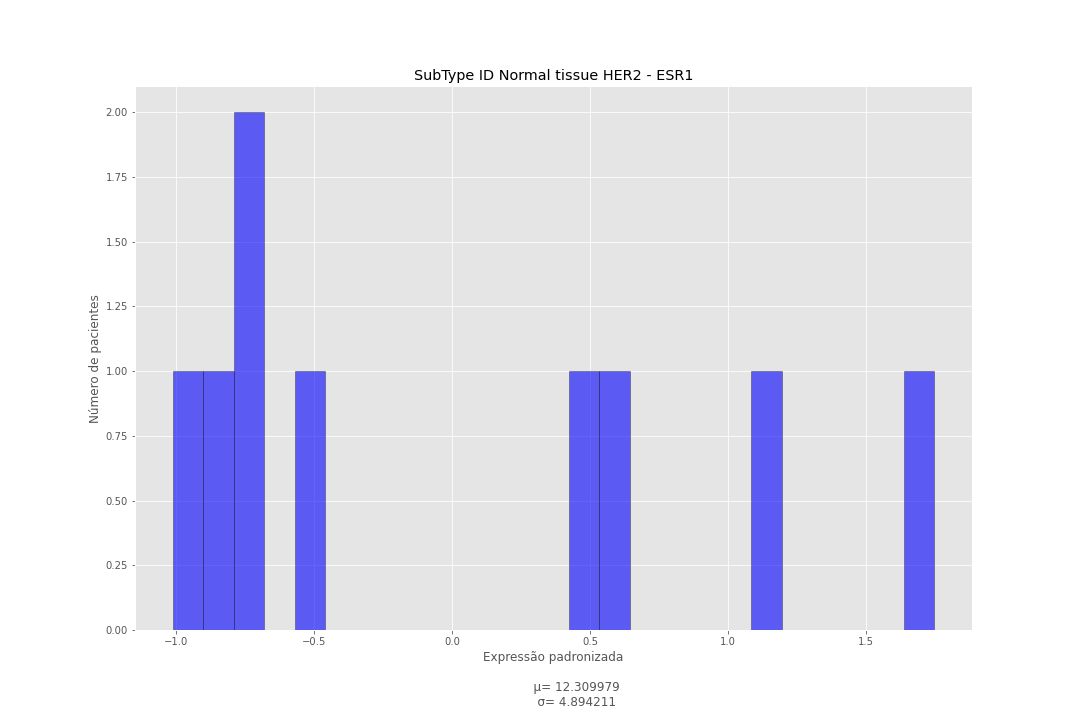 SubType ID Normal tissue HER2 - ESR1
2.00
1.75
1.50
1.25
1.00
0.75
0.50
0.25
0.00
Número de pacientes
−1.0 −0.5 0.0 0.5 1.0 1.5
Expressão padronizada
μ= 12.309979
σ= 4.894211